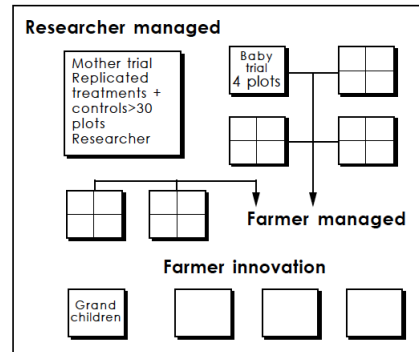 Researcher managed
Mother trial
Replicated
treatments +
controls>30
plots
Researcher
Baby
trial
4 plots
Farmer managed
Farmer innovation
Grand
children